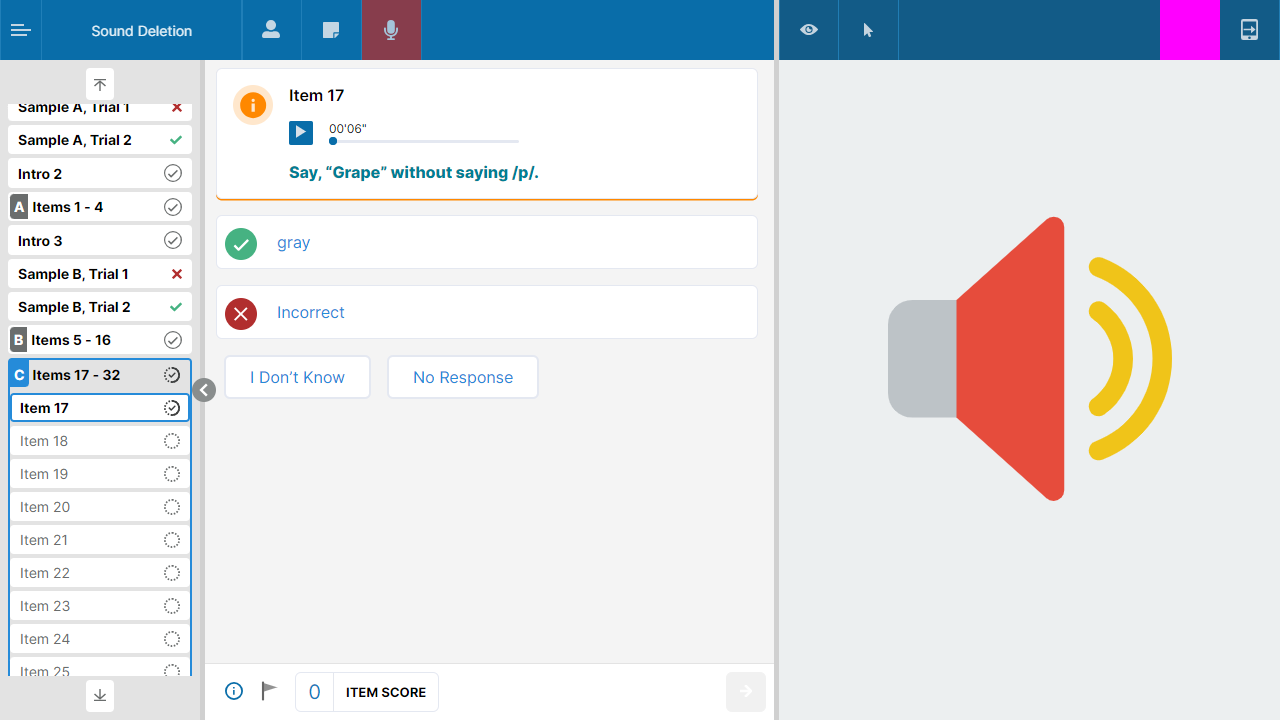 Sound Deletion
Sample A, Trial 1
Sample A, Trial 2
Intro 2
A Items 1 - 4
Intro 3
Sample B, Trial 1
Sample B, Trial 2
B Items 5 - 16
C Items 17 - 32
Item 17
Item 18
Item 19
Item 20
Item 21
Item 22
Item 23
Item 24
Item 25
Item 17
00'06"
Say, “Grape” without saying /p/.
gray
Incorrect
I Don’t Know
No Response
0 ITEM SCORE